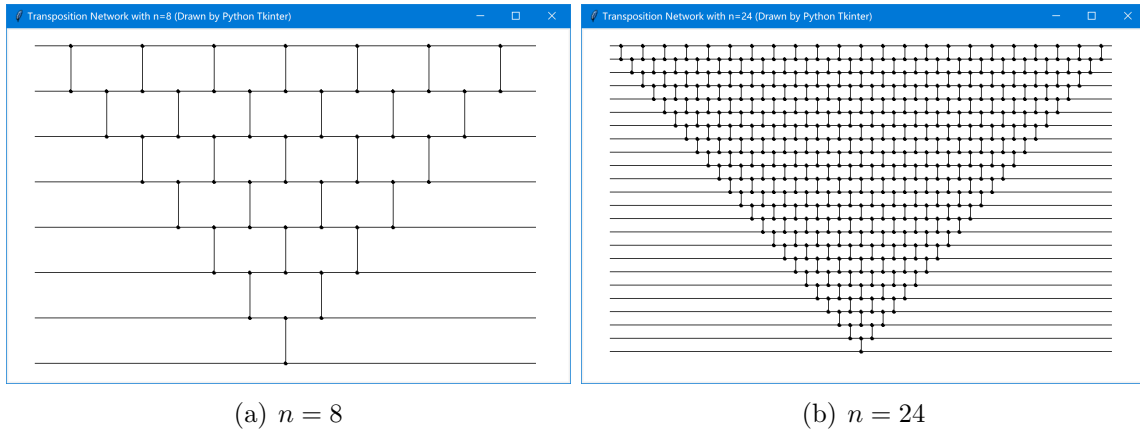 Transposition Network with n=8 (Drawn by Python Tkinter)
Transposition Network with n=24 (Drawn by Python Tkinter)
(a) n = 8
(b) n = 24